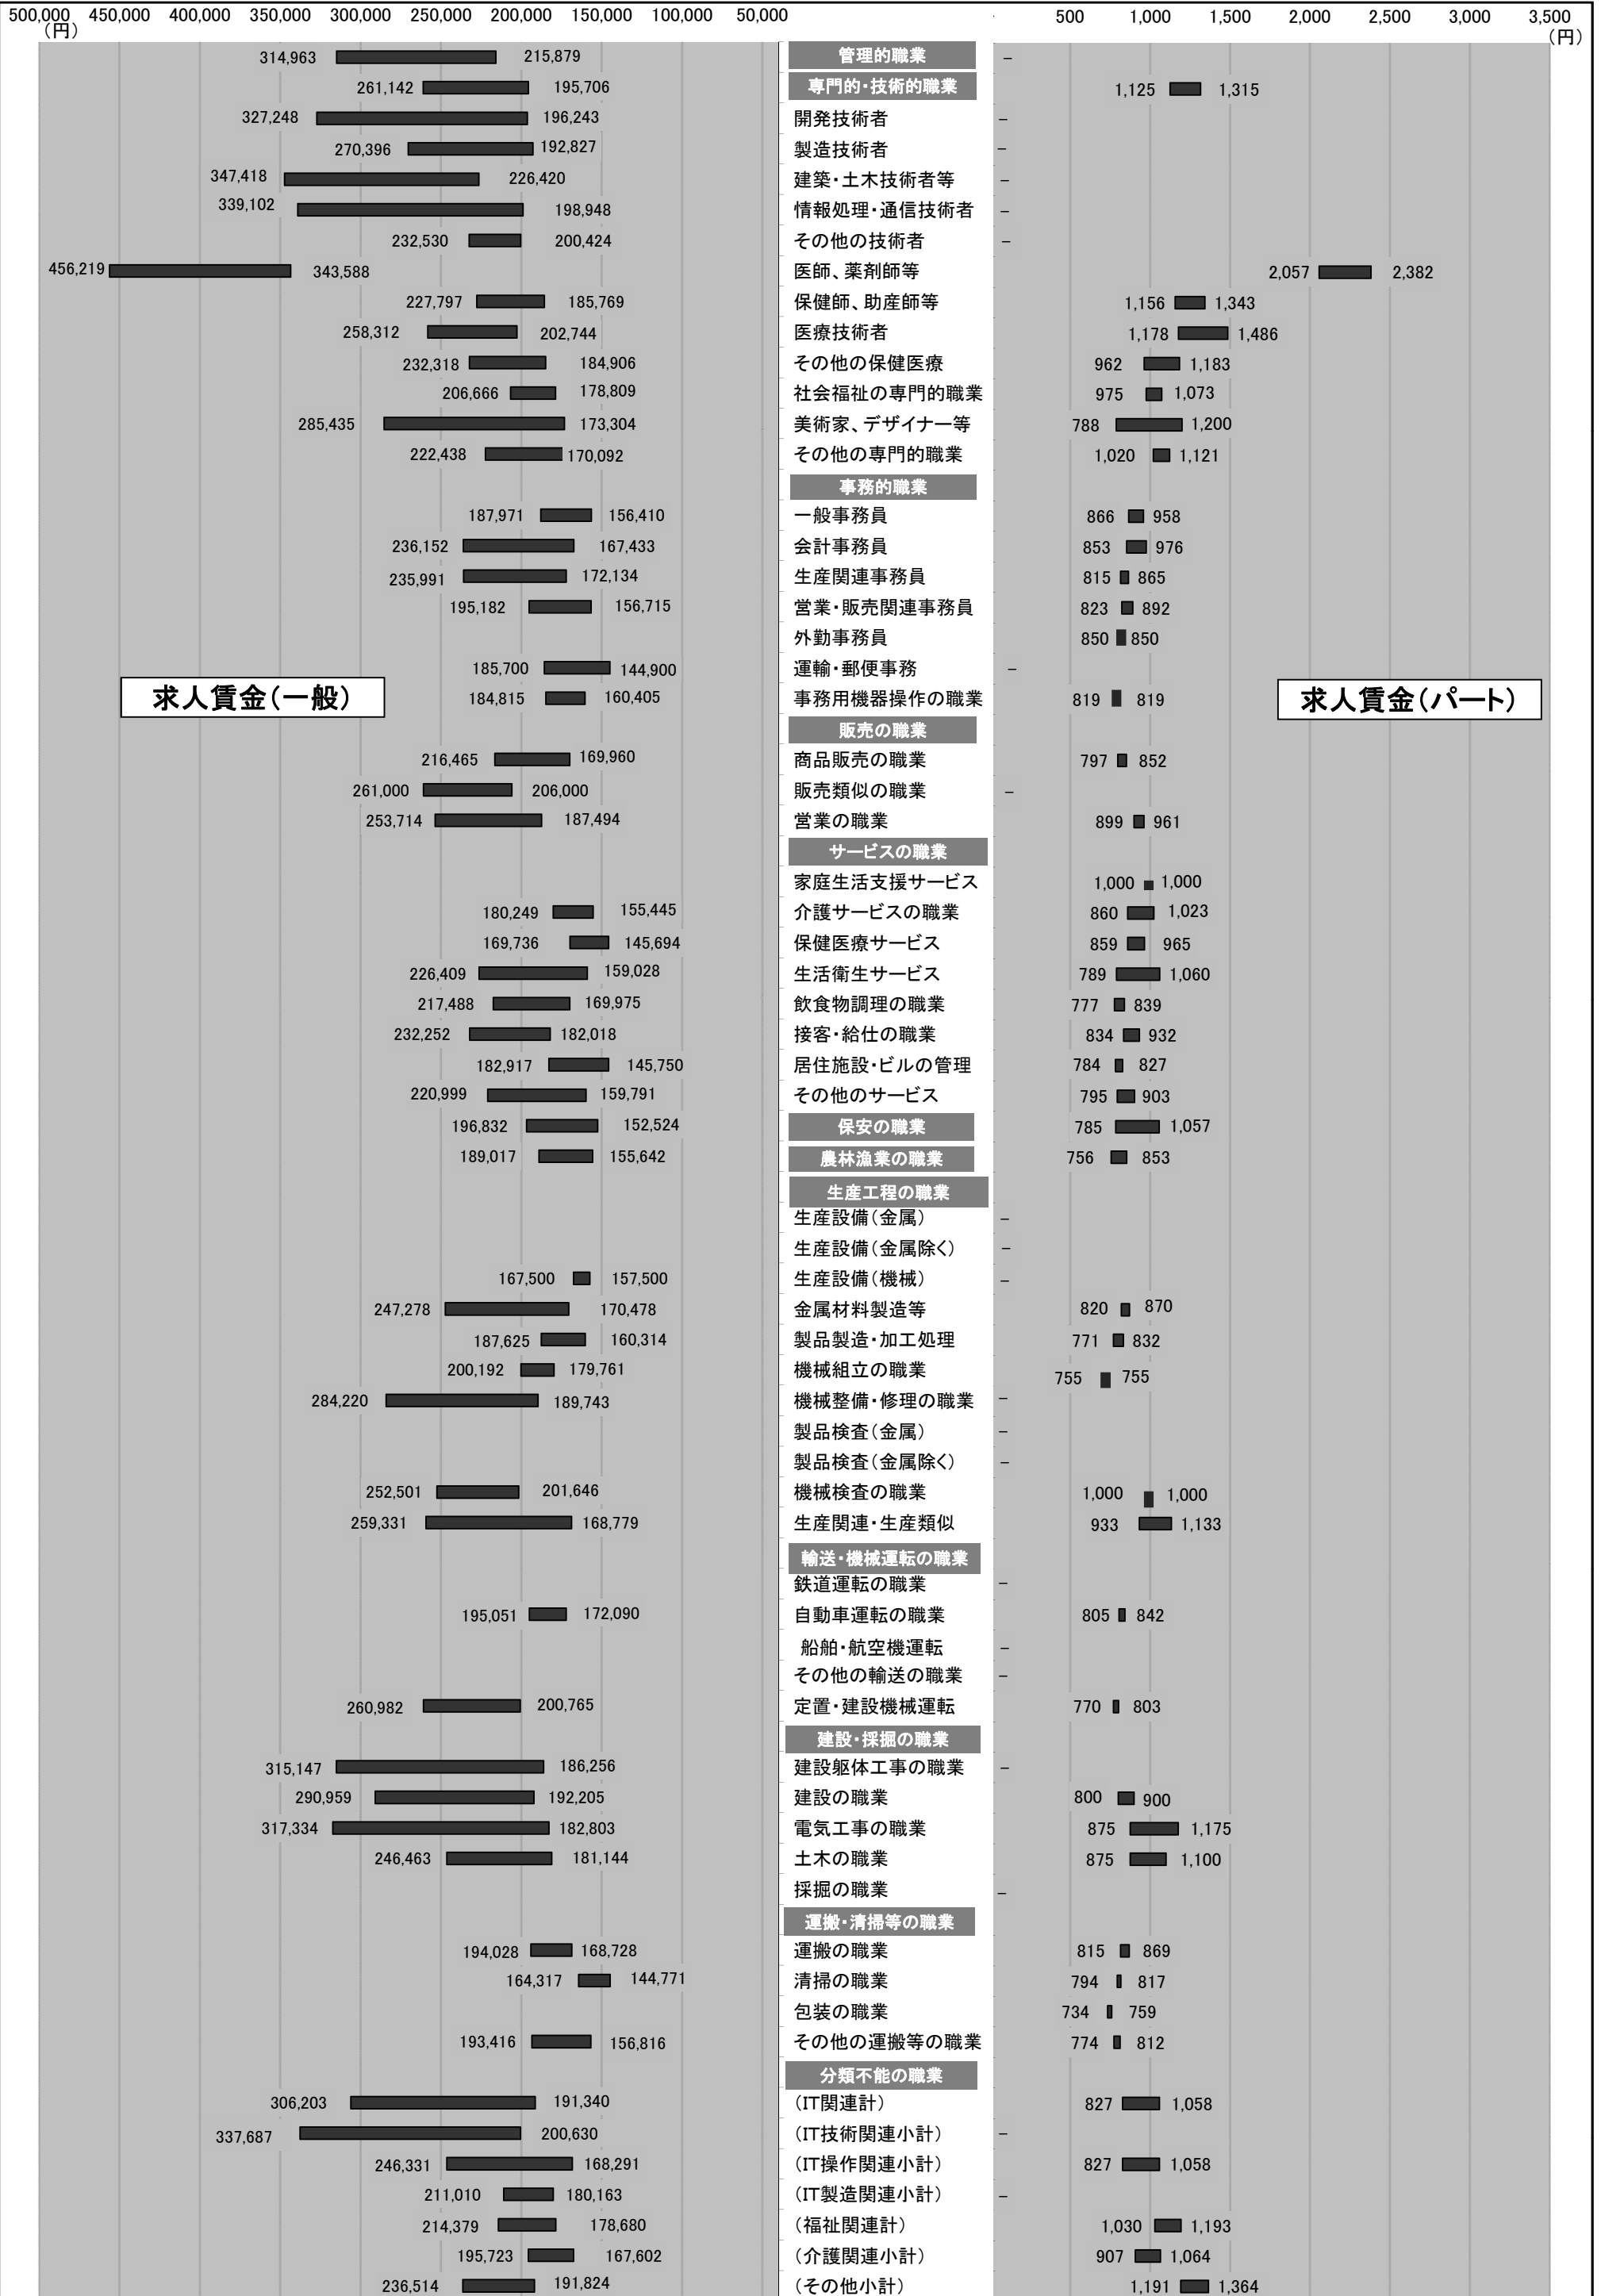 500,000 450,000 400,000 350,000 300,000 250,000 200,000 150,000 100,000 50,000 500 1,000 1,500 2,000 2,500 3,000 3,500
（円） （円）
314,963 215,879 管理的職業 －
261,142 195,706 専門的・技術的職業 1,125 1,315
327,248 196,243 開発技術者 －
270,396 192,827 製造技術者 －
347,418 226,420 建築・土木技術者等 －
339,102 198,948 情報処理・通信技術者 －
232,530 200,424 その他の技術者 －
456,219 343,588 医師、薬剤師等 2,057 2,382
227,797 185,769 保健師、助産師等 1,156 1,343
258,312 202,744 医療技術者 1,178 1,486
232,318 184,906 その他の保健医療 962 1,183
206,666 178,809 社会福祉の専門的職業 975 1,073
285,435 173,304 美術家、デザイナー等 788 1,200
222,438 170,092 その他の専門的職業 1,020 1,121
事務的職業
187,971 156,410 一般事務員 866 958
236,152 167,433 会計事務員 853 976
235,991 172,134 生産関連事務員 815 865
195,182 156,715 営業・販売関連事務員 823 892
外勤事務員 850 850
185,700 144,900 運輸・郵便事務 －
求人賃金（一般） 184,815 160,405 事務用機器操作の職業 819 819 求人賃金（パート）
販売の職業
216,465 169,960 商品販売の職業 797 852
261,000 206,000 販売類似の職業 －
253,714 187,494 営業の職業 899 961
サービスの職業
家庭生活支援サービス 1,000 1,000
180,249 155,445 介護サービスの職業 860 1,023
169,736 145,694 保健医療サービス 859 965
226,409 159,028 生活衛生サービス 789 1,060
217,488 169,975 飲食物調理の職業 777 839
232,252 182,018 接客・給仕の職業 834 932
182,917 145,750 居住施設・ビルの管理 784 827
220,999 159,791 その他のサービス 795 903
196,832 152,524 保安の職業 785 1,057
189,017 155,642 農林漁業の職業 756 853
生産工程の職業
生産設備（金属） －
生産設備（金属除く） －
167,500 157,500 生産設備（機械） －
247,278 170,478 金属材料製造等 820 870
187,625 160,314 製品製造・加工処理 771 832
200,192 179,761 機械組立の職業 755 755
284,220 189,743 機械整備・修理の職業 －
製品検査（金属） －
製品検査（金属除く） －
252,501 201,646 機械検査の職業 1,000 1,000
259,331 168,779 生産関連・生産類似 933 1,133
輸送・機械運転の職業
鉄道運転の職業 －
195,051 172,090 自動車運転の職業 805 842
船舶・航空機運転 －
その他の輸送の職業 －
260,982 200,765 定置・建設機械運転 770 803
建設・採掘の職業
315,147 186,256 建設躯体工事の職業 －
290,959 192,205 建設の職業 800 900
317,334 182,803 電気工事の職業 875 1,175
246,463 181,144 土木の職業 875 1,100
採掘の職業 －
運搬・清掃等の職業
194,028 168,728 運搬の職業 815 869
164,317 144,771 清掃の職業 794 817
包装の職業 734 759
193,416 156,816 その他の運搬等の職業 774 812
分類不能の職業
306,203 191,340 （IT関連計） 827 1,058
337,687 200,630 （IT技術関連小計） －
246,331 168,291 （IT操作関連小計） 827 1,058
211,010 180,163 （IT製造関連小計） －
214,379 178,680 （福祉関連計） 1,030 1,193
195,723 167,602 （介護関連小計） 907 1,064
236,514 191,824 （その他小計） 1,191 1,364